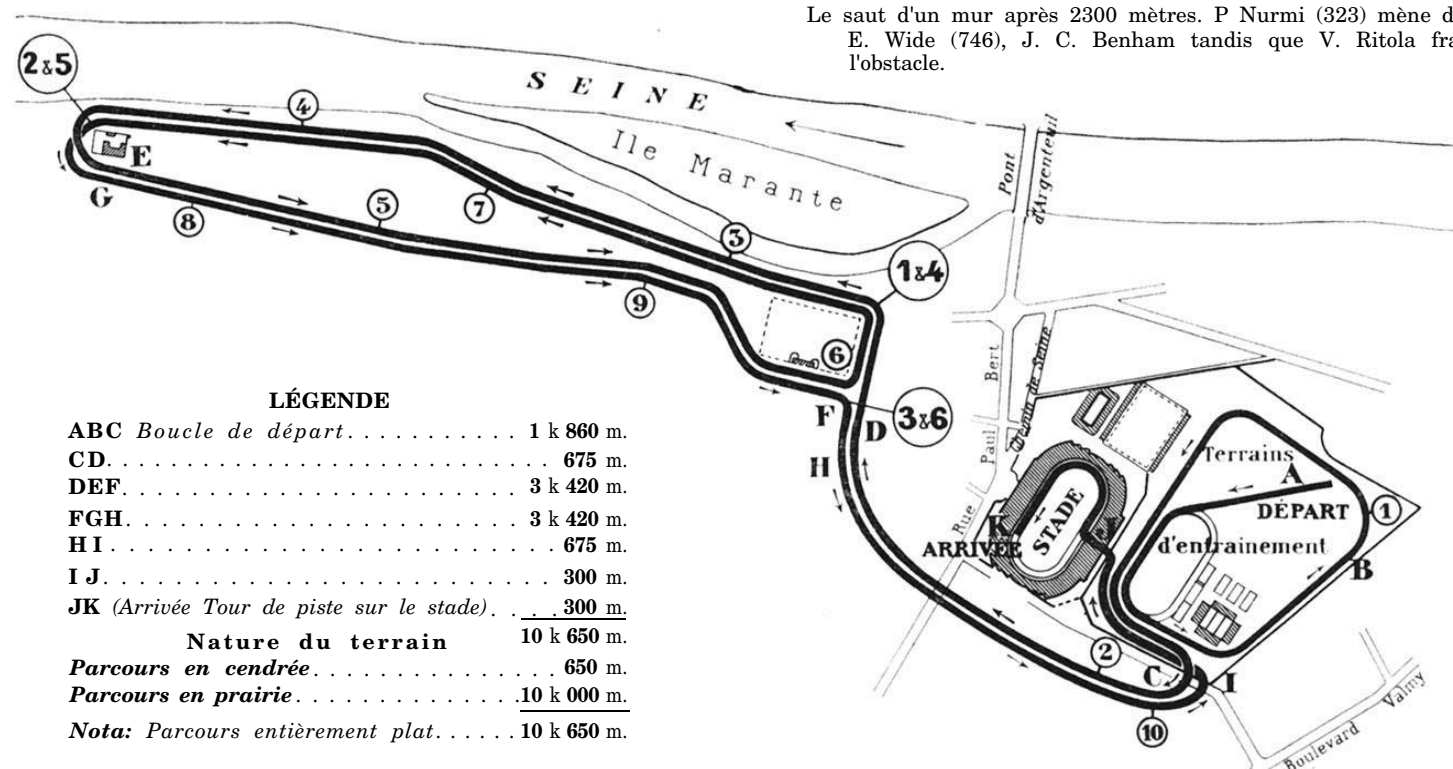 Le saut d'un mur après 2300 mètres. P Nurmi (323) mène d
E. Wide (746), J. C. Benham tandis que V. Ritola fra
l'obstacle.
2&5
SEINE
4
Ile Marante
Pont d'Argenteuil
E
G
8
5
7
3
1&4
9
6
F
D
3&6
H
Rue Paul Bert
Chemin de Seine
Terrains
A
DÉPART
1
d'entrainement
B
K
ARRIVÉE
STADE
J
2
C
I
10
Boulevard Valmy
LÉGENDE
ABC Boucle de départ........... 1 k 860 m.
CD............................. 675 m.
DEF........................ 3 k 420 m.
FGH........................ 3 k 420 m.
H I............................ 675 m.
I J............................ 300 m.
JK (Arrivée Tour de piste sur le stade).... 300 m.
Nature du terrain 10 k 650 m.
Parcours en cendrée............... 650 m.
Parcours en prairie..............10 k 000 m.
Nota: Parcours entièrement plat...... 10 k 650 m.